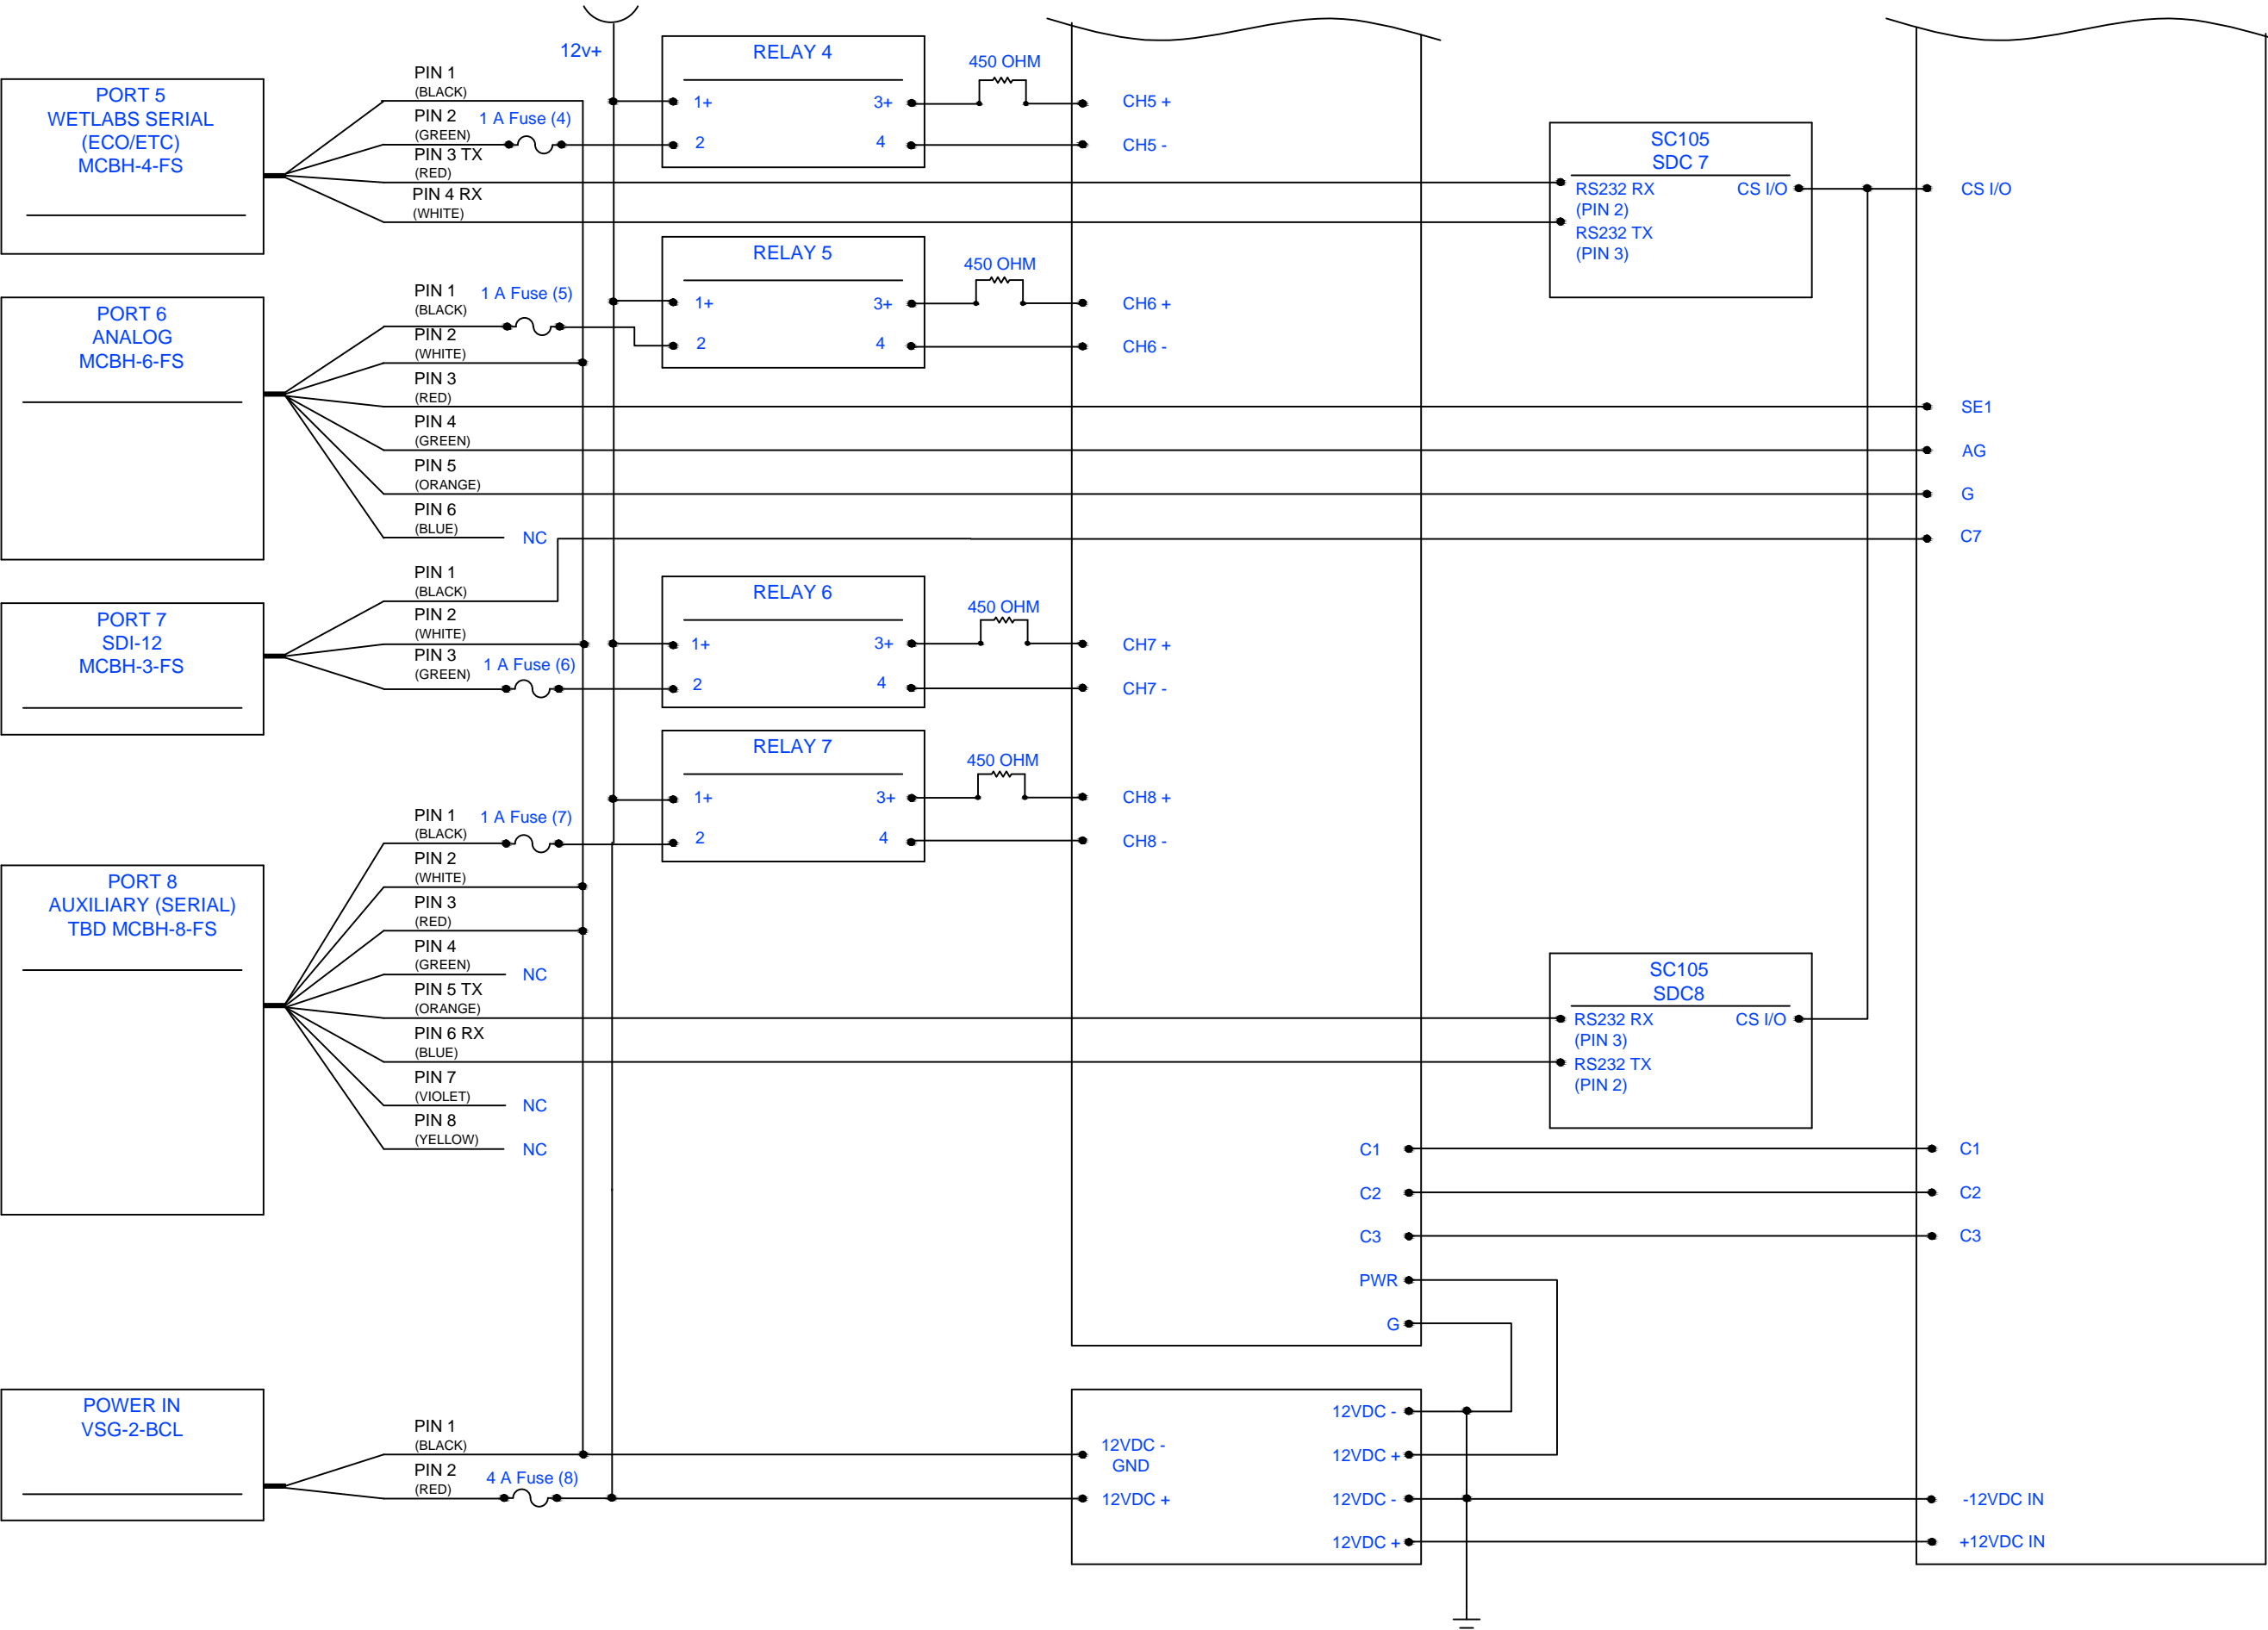 12v+
PORT 5
WETLABS SERIAL
(ECO/ETC)
MCBH-4-FS
PIN 1
(BLACK)
PIN 2
(GREEN)
1 A Fuse (4)
PIN 3 TX
(RED)
PIN 4 RX
(WHITE)
RELAY 4
1+
3+
2
4
450 OHM
CH5 +
CH5 -
SC105
SDC 7
RS232 RX
(PIN 2)
RS232 TX
(PIN 3)
CS I/O
CS I/O
PORT 6
ANALOG
MCBH-6-FS
PIN 1
(BLACK)
1 A Fuse (5)
PIN 2
(WHITE)
PIN 3
(RED)
PIN 4
(GREEN)
PIN 5
(ORANGE)
PIN 6
(BLUE)
NC
RELAY 5
1+
3+
2
4
450 OHM
CH6 +
CH6 -
SE1
AG
G
C7
PORT 7
SDI-12
MCBH-3-FS
PIN 1
(BLACK)
PIN 2
(WHITE)
PIN 3
(GREEN)
1 A Fuse (6)
RELAY 6
1+
3+
2
4
450 OHM
CH7 +
CH7 -
RELAY 7
1+
3+
2
4
450 OHM
CH8 +
CH8 -
PORT 8
AUXILIARY (SERIAL)
TBD MCBH-8-FS
PIN 1
(BLACK)
1 A Fuse (7)
PIN 2
(WHITE)
PIN 3
(RED)
PIN 4
(GREEN)
NC
PIN 5 TX
(ORANGE)
PIN 6 RX
(BLUE)
PIN 7
(VIOLET)
NC
PIN 8
(YELLOW)
NC
SC105
SDC8
RS232 RX
(PIN 3)
RS232 TX
(PIN 2)
CS I/O
C1
C1
C2
C2
C3
C3
PWR
G
POWER IN
VSG-2-BCL
PIN 1
(BLACK)
PIN 2
(RED)
4 A Fuse (8)
12VDC -
GND
12VDC +
12VDC -
12VDC +
12VDC -
12VDC +
-12VDC IN
+12VDC IN